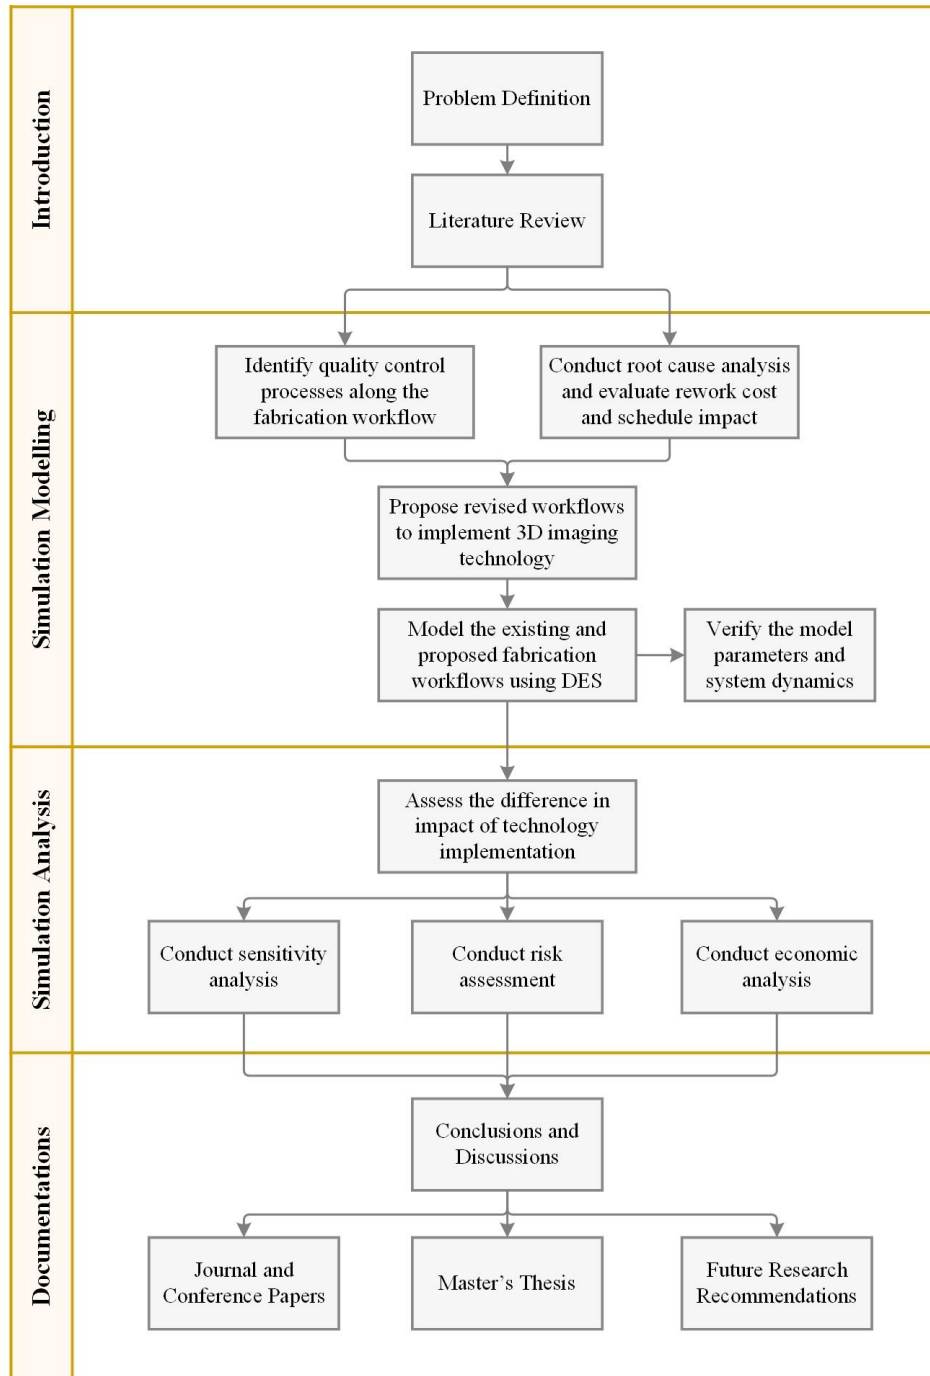 Introduction
Problem Definition
Literature Review
Simulation Modelling
Identify quality control
processes along the
fabrication workflow
Conduct root cause analysis
and evaluate rework cost
and schedule impact
Propose revised workflows
to implement 3D imaging
technology
Model the existing and
proposed fabrication
workflows using DES
Verify the model
parameters and
system dynamics
Simulation Analysis
Assess the difference in
impact of technology
implementation
Conduct sensitivity
analysis
Conduct risk
assessment
Conduct economic
analysis
Documentations
Conclusions and
Discussions
Journal and
Conference Papers
Master's Thesis
Future Research
Recommendations